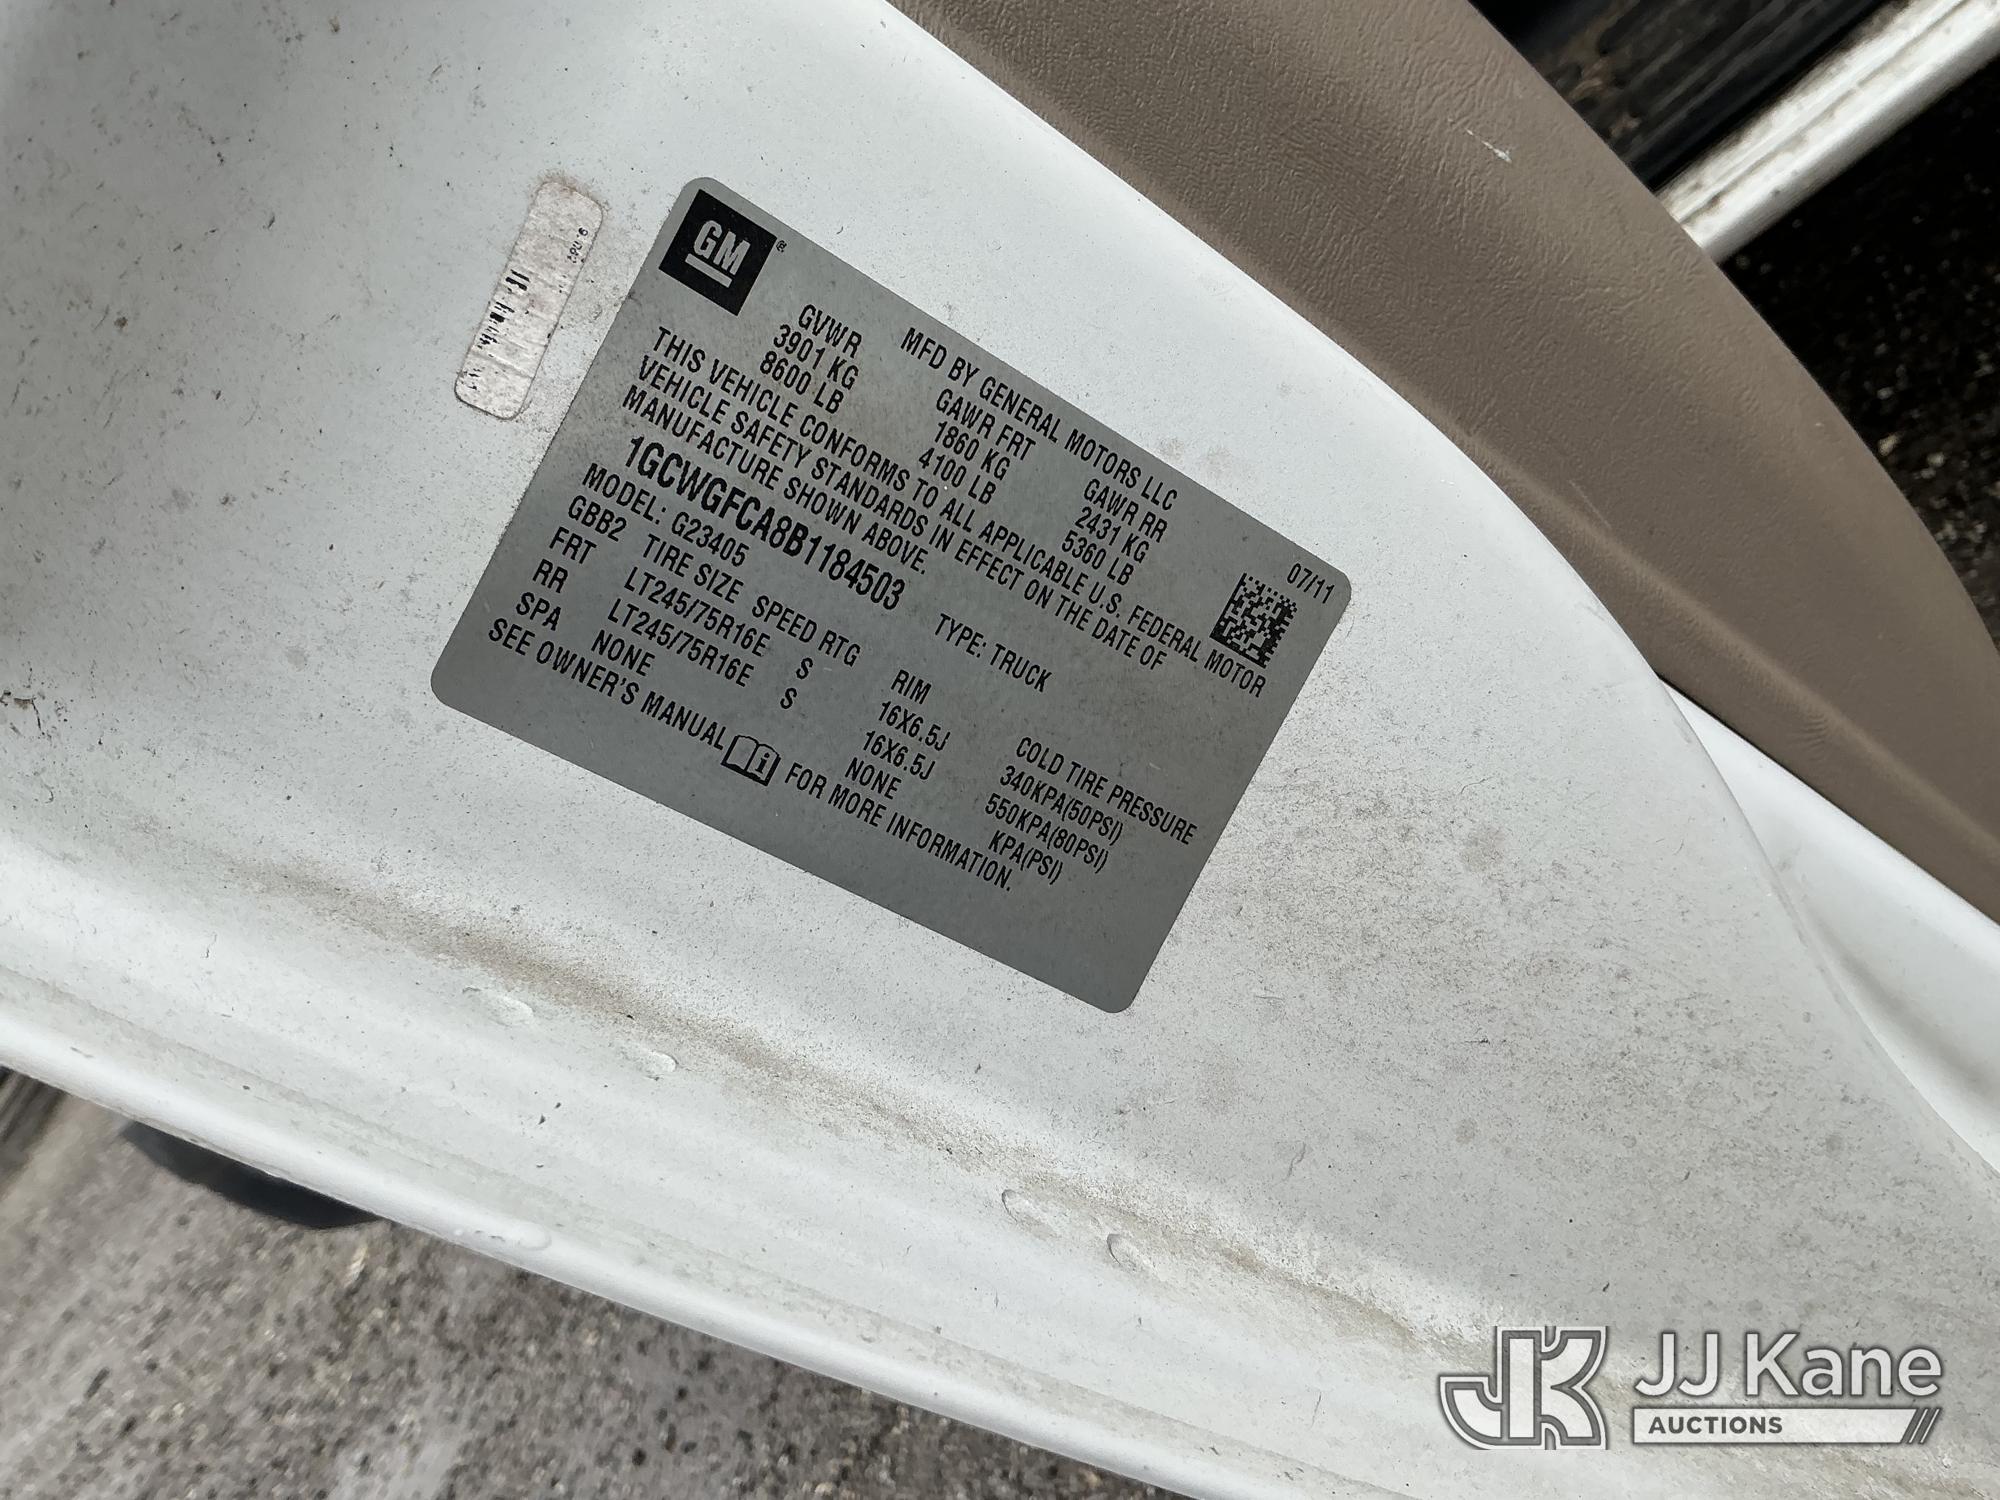 GM®
MFD BY GENERAL MOTORS LLC 07/11
GVWR GAWR FRT GAWR RR
3901 KG 1860 KG 2431 KG
8600 LB 4100 LB 5360 LB
THIS VEHICLE CONFORMS TO ALL APPLICABLE U.S. FEDERAL MOTOR
VEHICLE SAFETY STANDARDS IN EFFECT ON THE DATE OF
MANUFACTURE SHOWN ABOVE.
1GCWGFCA8B1184503 TYPE: TRUCK
MODEL: G23405
GBB2 TIRE SIZE SPEED RTG RIM COLD TIRE PRESSURE
FRT LT245/75R16E S 16X6.5J 340KPA(50PSI)
RR LT245/75R16E S 16X6.5J 550KPA(80PSI)
SPA NONE NONE KPA(PSI)
SEE OWNER'S MANUAL FOR MORE INFORMATION.
JK JJ Kane
AUCTIONS